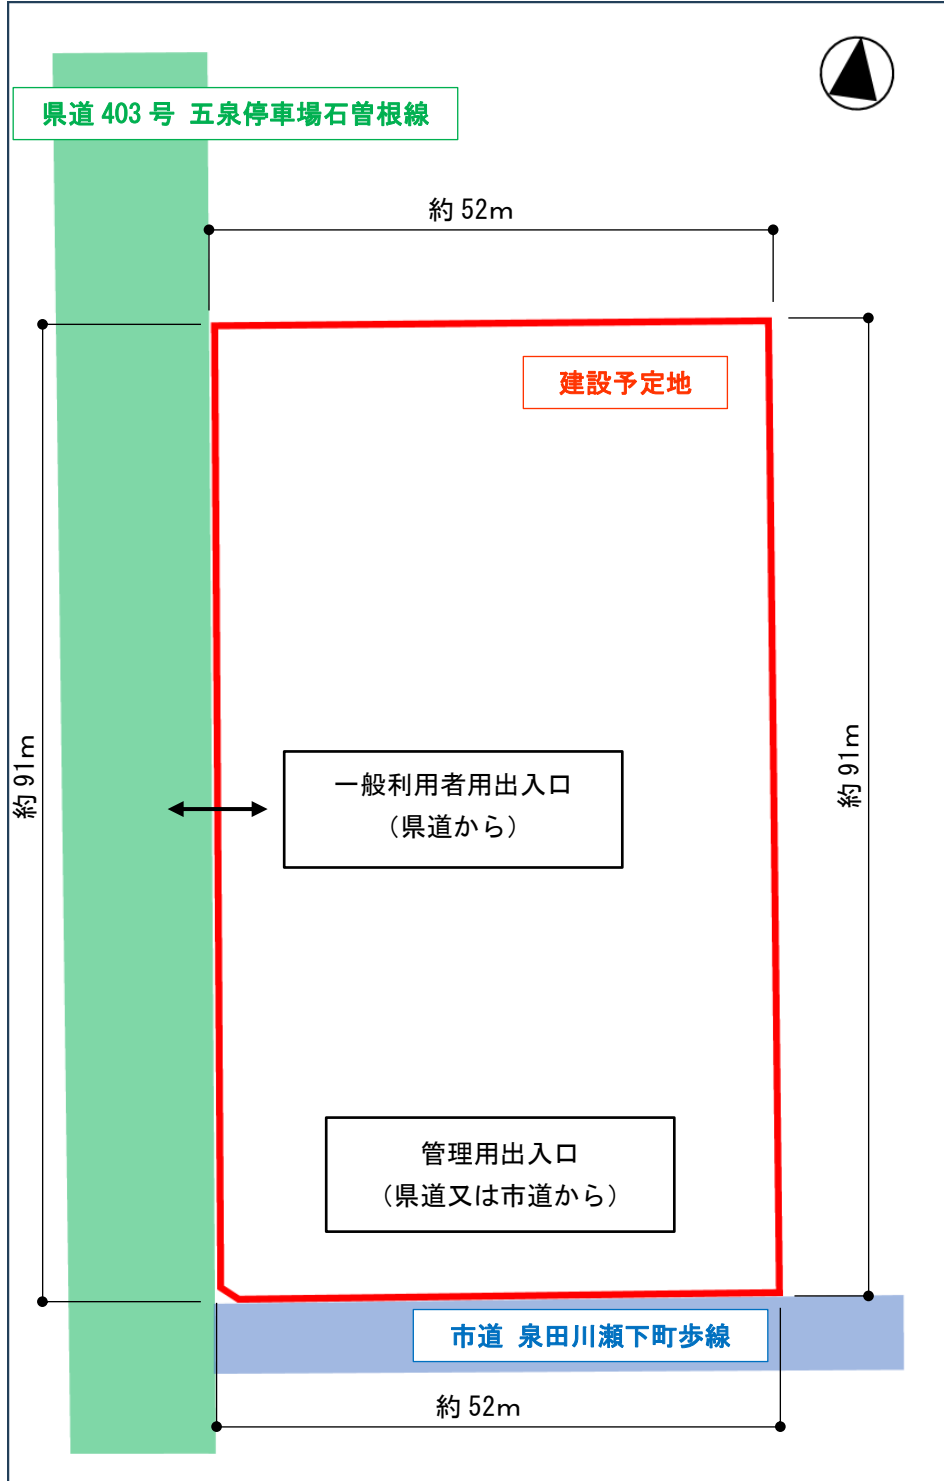 県道 403 号 五泉停車場石曽根線
約 52m
建設予定地
約 91m
約 91m
一般利用者用出入口
（県道から）
管理用出入口
（県道又は市道から）
市道 泉田川瀬下町歩線
約 52m